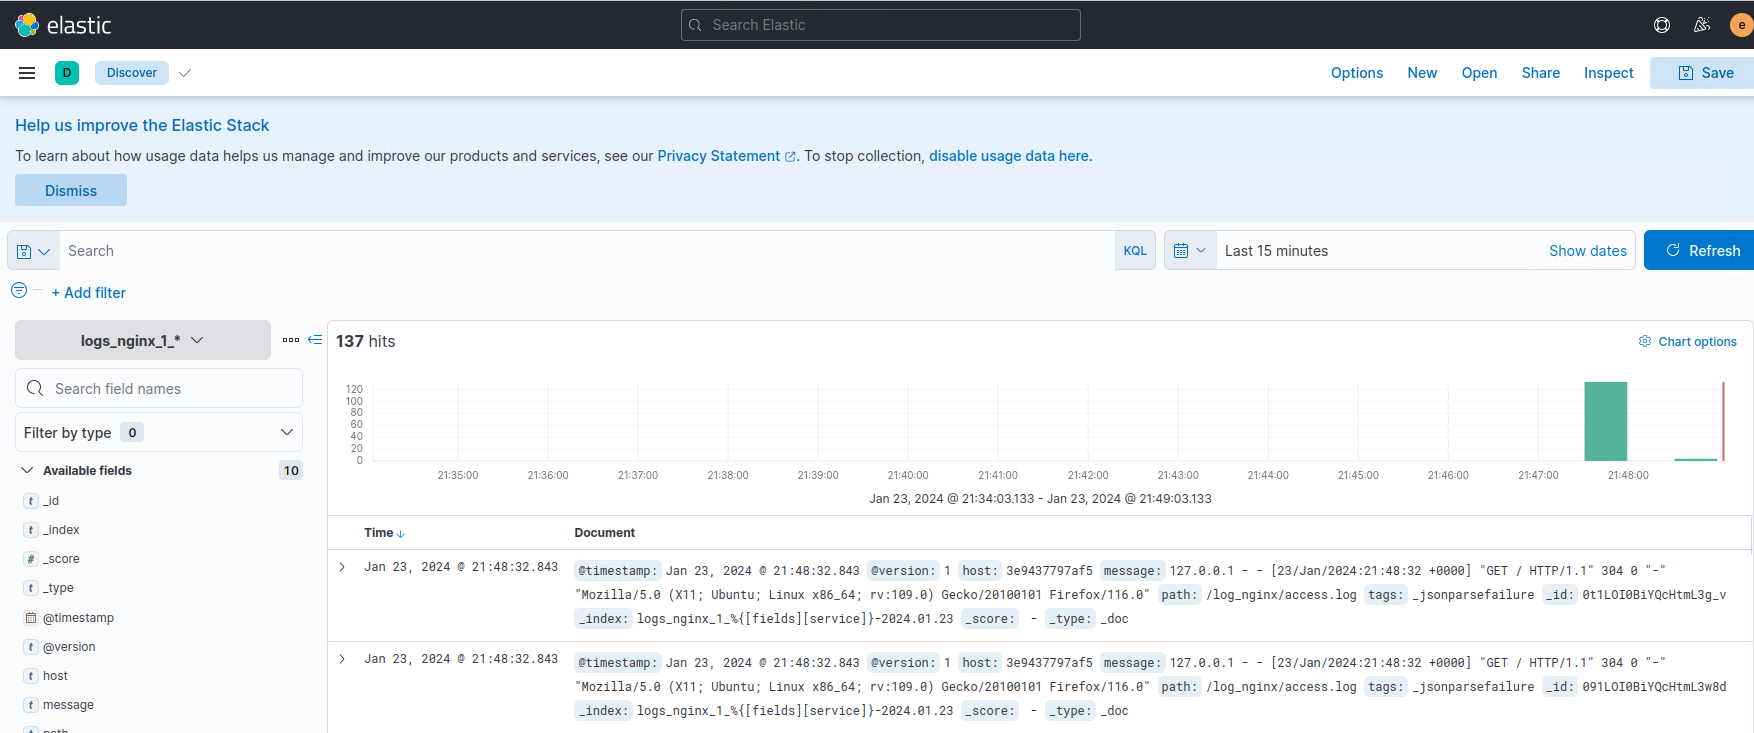 elastic
Search Elastic
e
D
Discover
Options New Open Share Inspect Save
Help us improve the Elastic Stack
To learn about how usage data helps us manage and improve our products and services, see our Privacy Statement. To stop collection, disable usage data here.
Dismiss
Search
KQL
Last 15 minutes
Show dates
Refresh
+ Add filter
logs_nginx_1_*
Search field names
Filter by type 0
Available fields 10
t _id
t _index
# _score
t _type
@timestamp
t @version
t host
t message
137 hits
Chart options
120
100
80
60
40
20
0
21:35:00 21:36:00 21:37:00 21:38:00 21:39:00 21:40:00 21:41:00 21:42:00 21:43:00 21:44:00 21:45:00 21:46:00 21:47:00 21:48:00
Jan 23, 2024 @ 21:34:03.133 - Jan 23, 2024 @ 21:49:03.133
Time Document
Jan 23, 2024 @ 21:48:32.843 @timestamp: Jan 23, 2024 @ 21:48:32.843 @version: 1 host: 3e9437797af5 message: 127.0.0.1 - - [23/Jan/2024:21:48:32 +0000] "GET / HTTP/1.1" 304 0 "-"
"Mozilla/5.0 (X11; Ubuntu; Linux x86_64; rv:109.0) Gecko/20100101 Firefox/116.0" path: /log_nginx/access.log tags: _jsonparsefailure _id: 0t1LOI0BiYQcHtmL3g_v
_index: logs_nginx_1_%{[fields][service]}-2024.01.23 _score: - _type: _doc
Jan 23, 2024 @ 21:48:32.843 @timestamp: Jan 23, 2024 @ 21:48:32.843 @version: 1 host: 3e9437797af5 message: 127.0.0.1 - - [23/Jan/2024:21:48:32 +0000] "GET / HTTP/1.1" 304 0 "-"
"Mozilla/5.0 (X11; Ubuntu; Linux x86_64; rv:109.0) Gecko/20100101 Firefox/116.0" path: /log_nginx/access.log tags: _jsonparsefailure _id: 091LOI0BiYQcHtmL3w8d
_index: logs_nginx_1_%{[fields][service]}-2024.01.23 _score: - _type: _doc